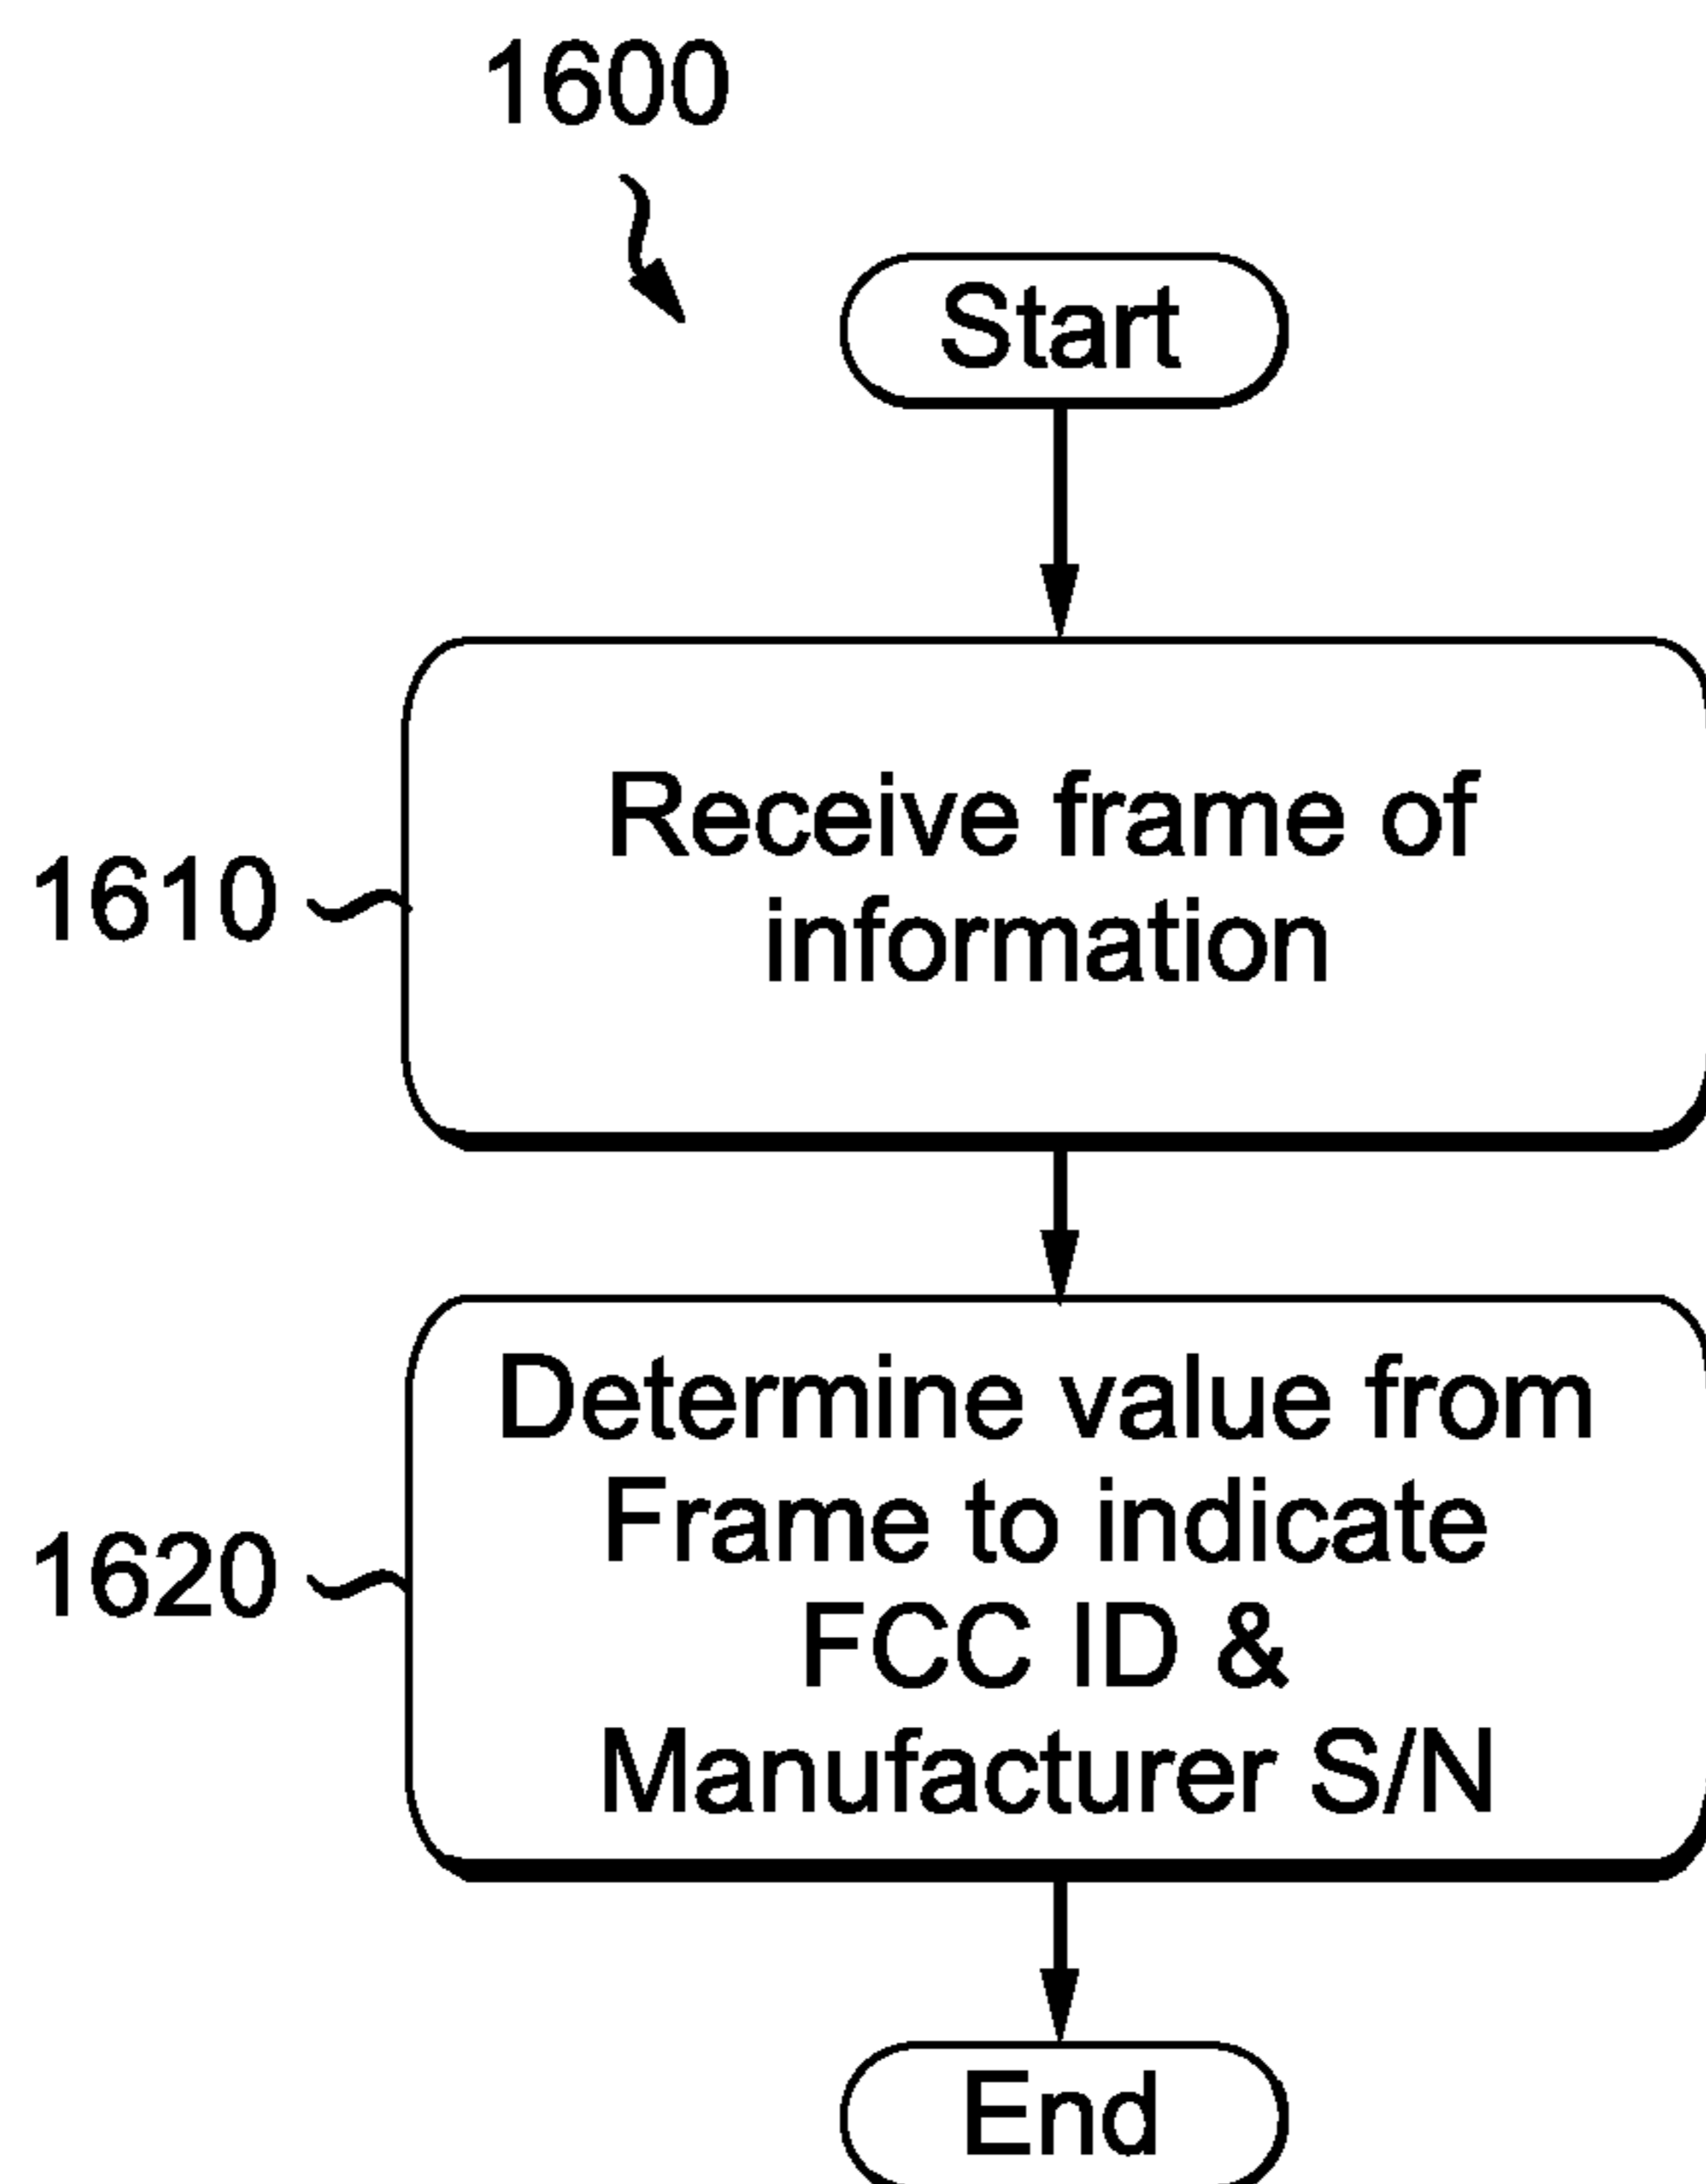 1600
Start
1610
Receive frame of
information
1620
Determine value from
Frame to indicate
FCC ID &
Manufacturer S/N
End